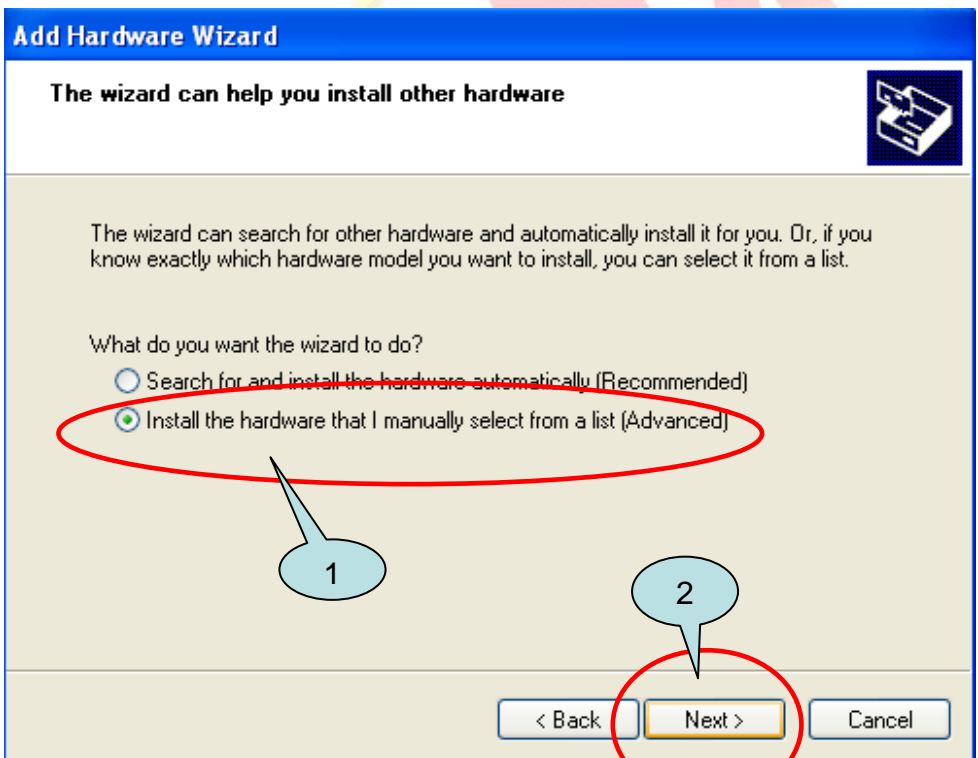 Add Hardware Wizard
The wizard can help you install other hardware
The wizard can search for other hardware and automatically install it for you. Or, if you
know exactly which hardware model you want to install, you can select it from a list.
What do you want the wizard to do?
Search for and install the hardware automatically (Recommended)
Install the hardware that I manually select from a list (Advanced)
1
2
< Back
Next >
Cancel